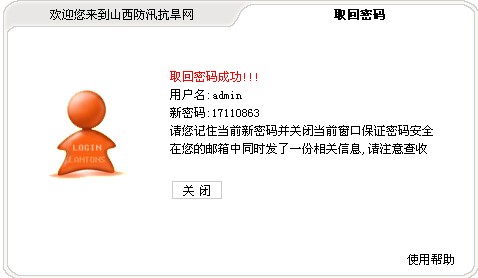 欢迎您来到山西防汛抗旱网
取回密码
取回密码成功!!!
用户名:admin
新密码:17110863
请您记住当前新密码并关闭当前窗口保证密码安全
在您的邮箱中同时发了一份相关信息,请注意查收
LOGIN
LANTONS
关 闭
使用帮助